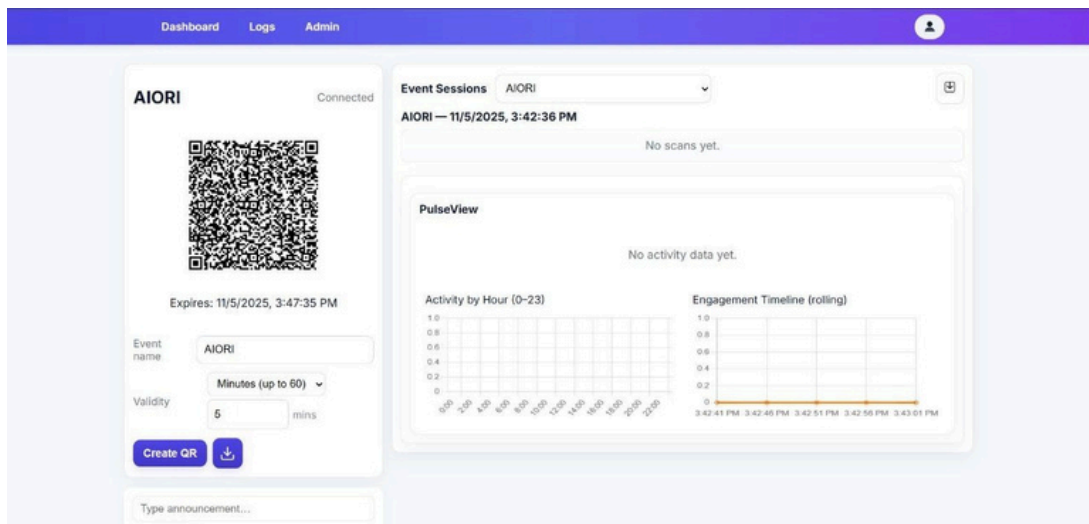 Dashboard Logs Admin
AIORI
Connected
Expires: 11/5/2025, 3:47:35 PM
Event name
AIORI
Validity
Minutes (up to 60)
5
mins
Create QR
Type announcement...
Event Sessions
AIORI
AIORI — 11/5/2025, 3:42:36 PM
No scans yet.
PulseView
No activity data yet.
Activity by Hour (0–23)
1.0
0.8
0.6
0.4
0.2
0
0:00 2:00 4:00 6:00 8:00 10:00 12:00 14:00 16:00 18:00 20:00 22:00
Engagement Timeline (rolling)
1.0
0.8
0.6
0.4
0.2
0
3:42:41 PM 3:42:46 PM 3:42:51 PM 3:42:56 PM 3:43:01 PM